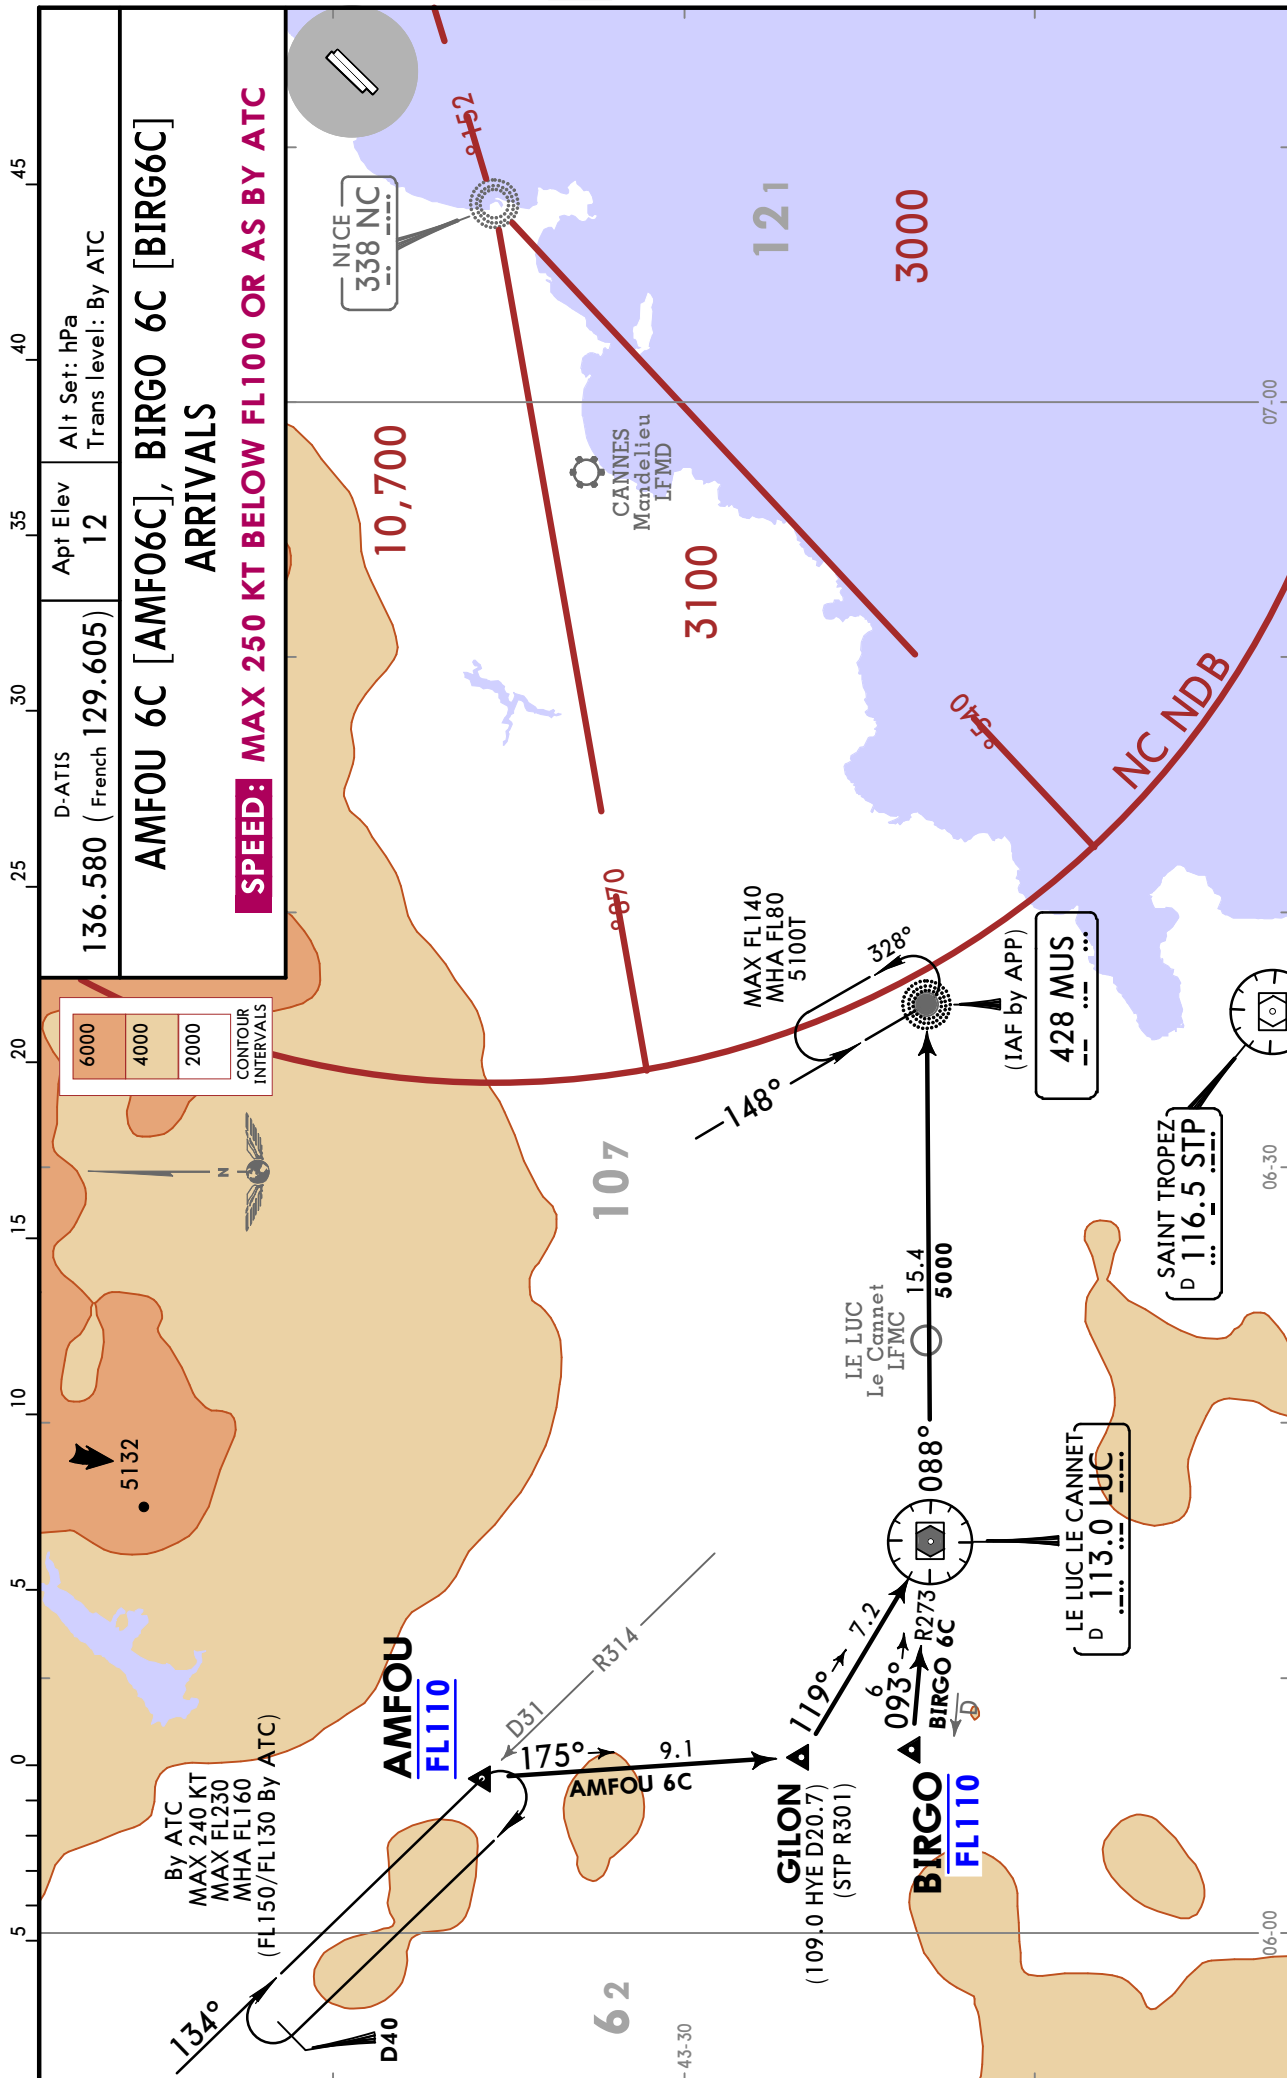 D-ATIS
136.580 ( French 129.605)
Apt Elev
12
Alt Set: hPa
Trans level: By ATC
AMFOU 6C [AMFO6C], BIRGO 6C [BIRG6C]
ARRIVALS
SPEED: MAX 250 KT BELOW FL100 OR AS BY ATC
5
0
5
10
15
20
25
30
35
40
45
6000
4000
2000
CONTOUR
INTERVALS
N
5132
By ATC
MAX 240 KT
MAX FL230
MHA FL160
(FL150/FL130 By ATC)
134°
D40
AMFOU
FL110
D31
R314
175°
9.1
AMFOU 6C
GILON
(109.0 HYE D20.7)
(STP R301)
119°
7.2
BIRGO
FL110
6
093°
R273
BIRGO 6C
D
LE LUC LE CANNET
D 113.0 LUC
088°
15.4
5000
LE LUC
Le Cannet
LFMC
148°
328°
MAX FL140
MHA FL80
5100T
(IAF by APP)
428 MUS
SAINT TROPEZ
D 116.5 STP
NICE
338 NC
CANNES
Mandelieu
LFMD
10,700
3100
3000
152°
078°
045°
NC NDB
62
107
121
43-30
06-00
06-30
07-00